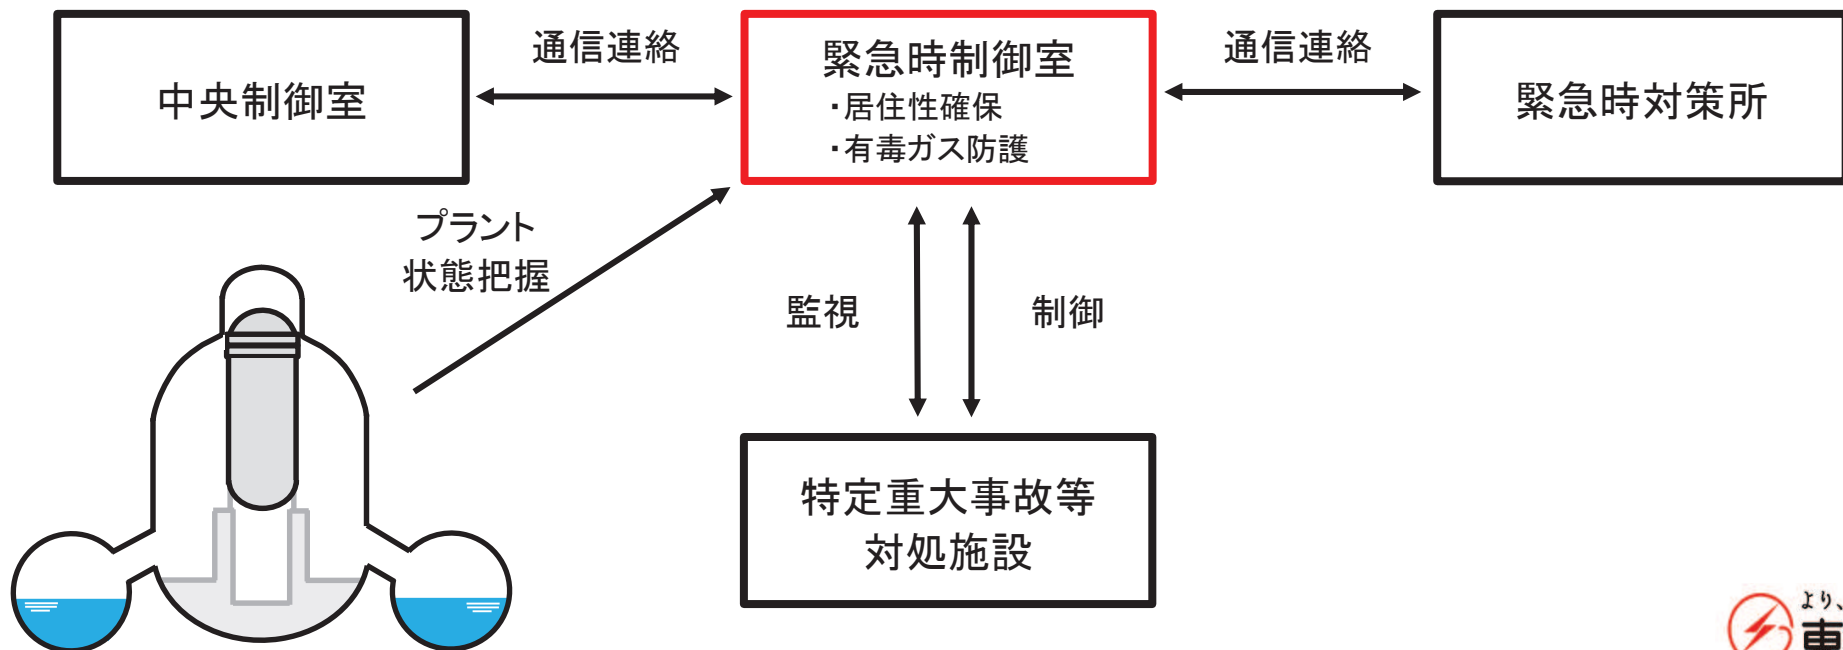 通信連絡
緊急時制御室
・居住性確保
・有毒ガス防護
通信連絡
中央制御室
緊急時対策所
プラント
状態把握
監視
制御
特定重大事故等
対処施設
より、